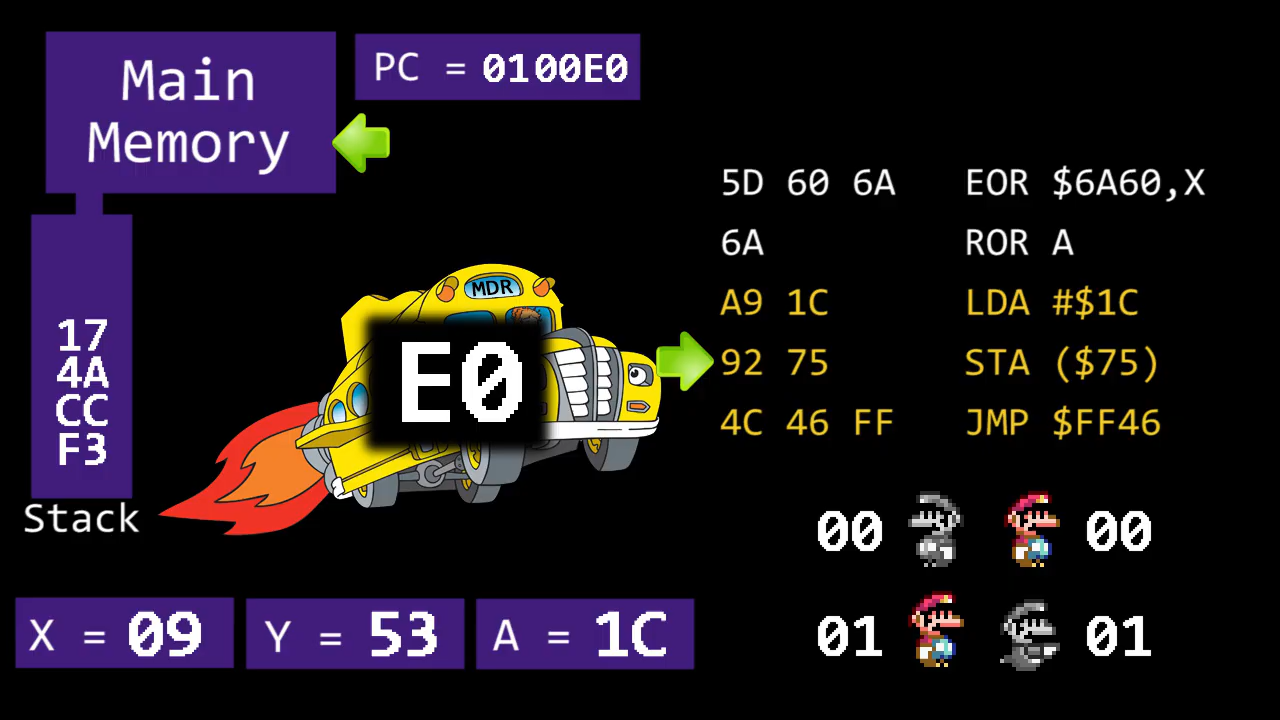 Main
Memory
PC = 0100E0
5D 60 6A EOR $6A60,X
6A ROR A
A9 1C LDA #$1C
92 75 STA ($75)
4C 46 FF JMP $FF46
MDR
E0
17
4A
CC
F3
Stack
00 00
01 01
X = 09
Y = 53
A = 1C